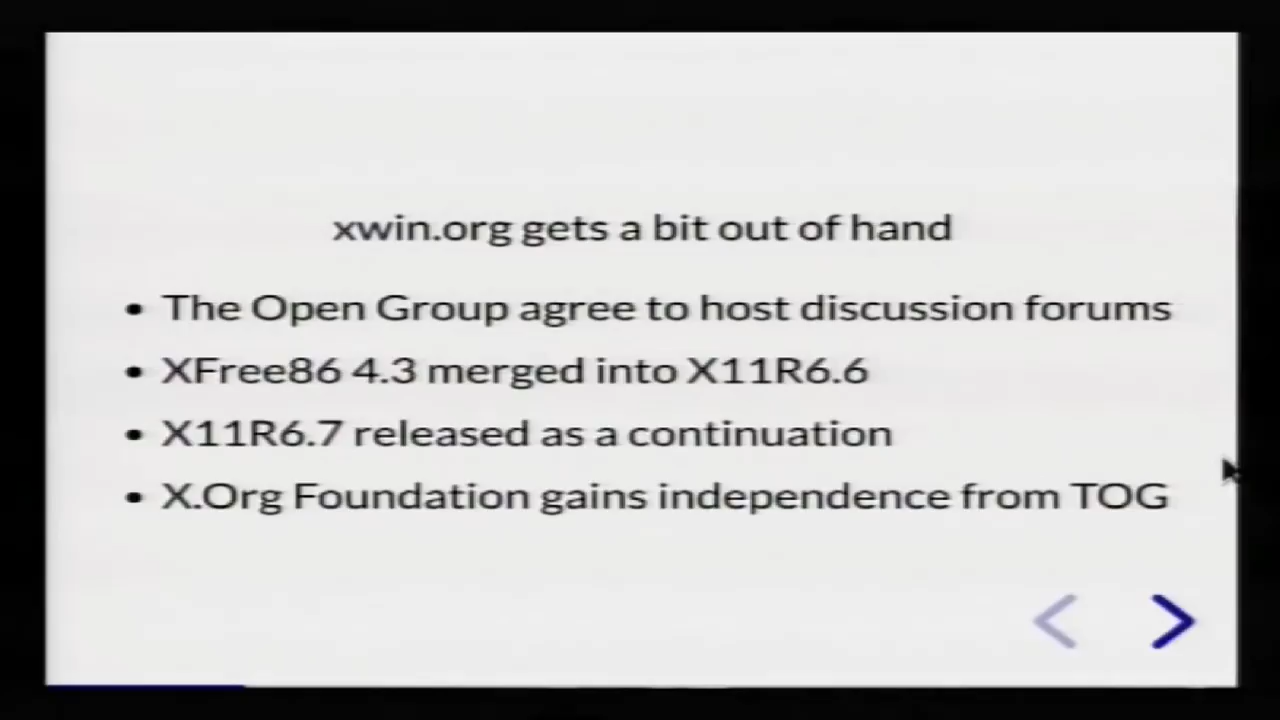 xwin.org gets a bit out of hand
• The Open Group agree to host discussion forums
• XFree86 4.3 merged into X11R6.6
• X11R6.7 released as a continuation
• X.Org Foundation gains independence from TOG